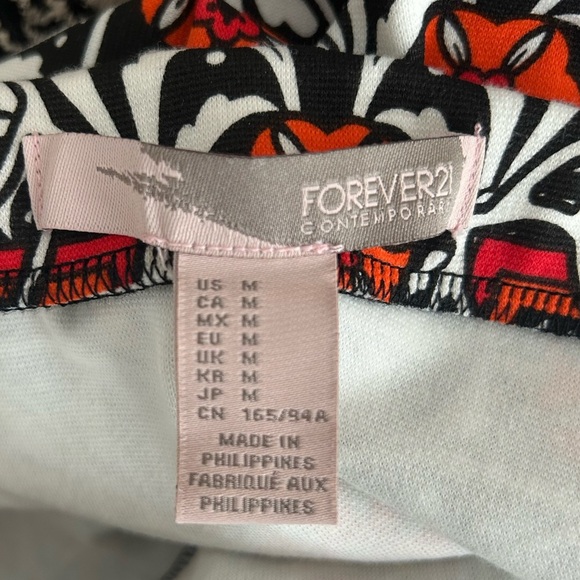 FOREVER21
CONTEMPORARY
US M
CA M
MX M
EU M
UK M
KR M
JP M
CN 165/94A
MADE IN
PHILIPPINES
FABRIQUÉ AUX
PHILIPPINES